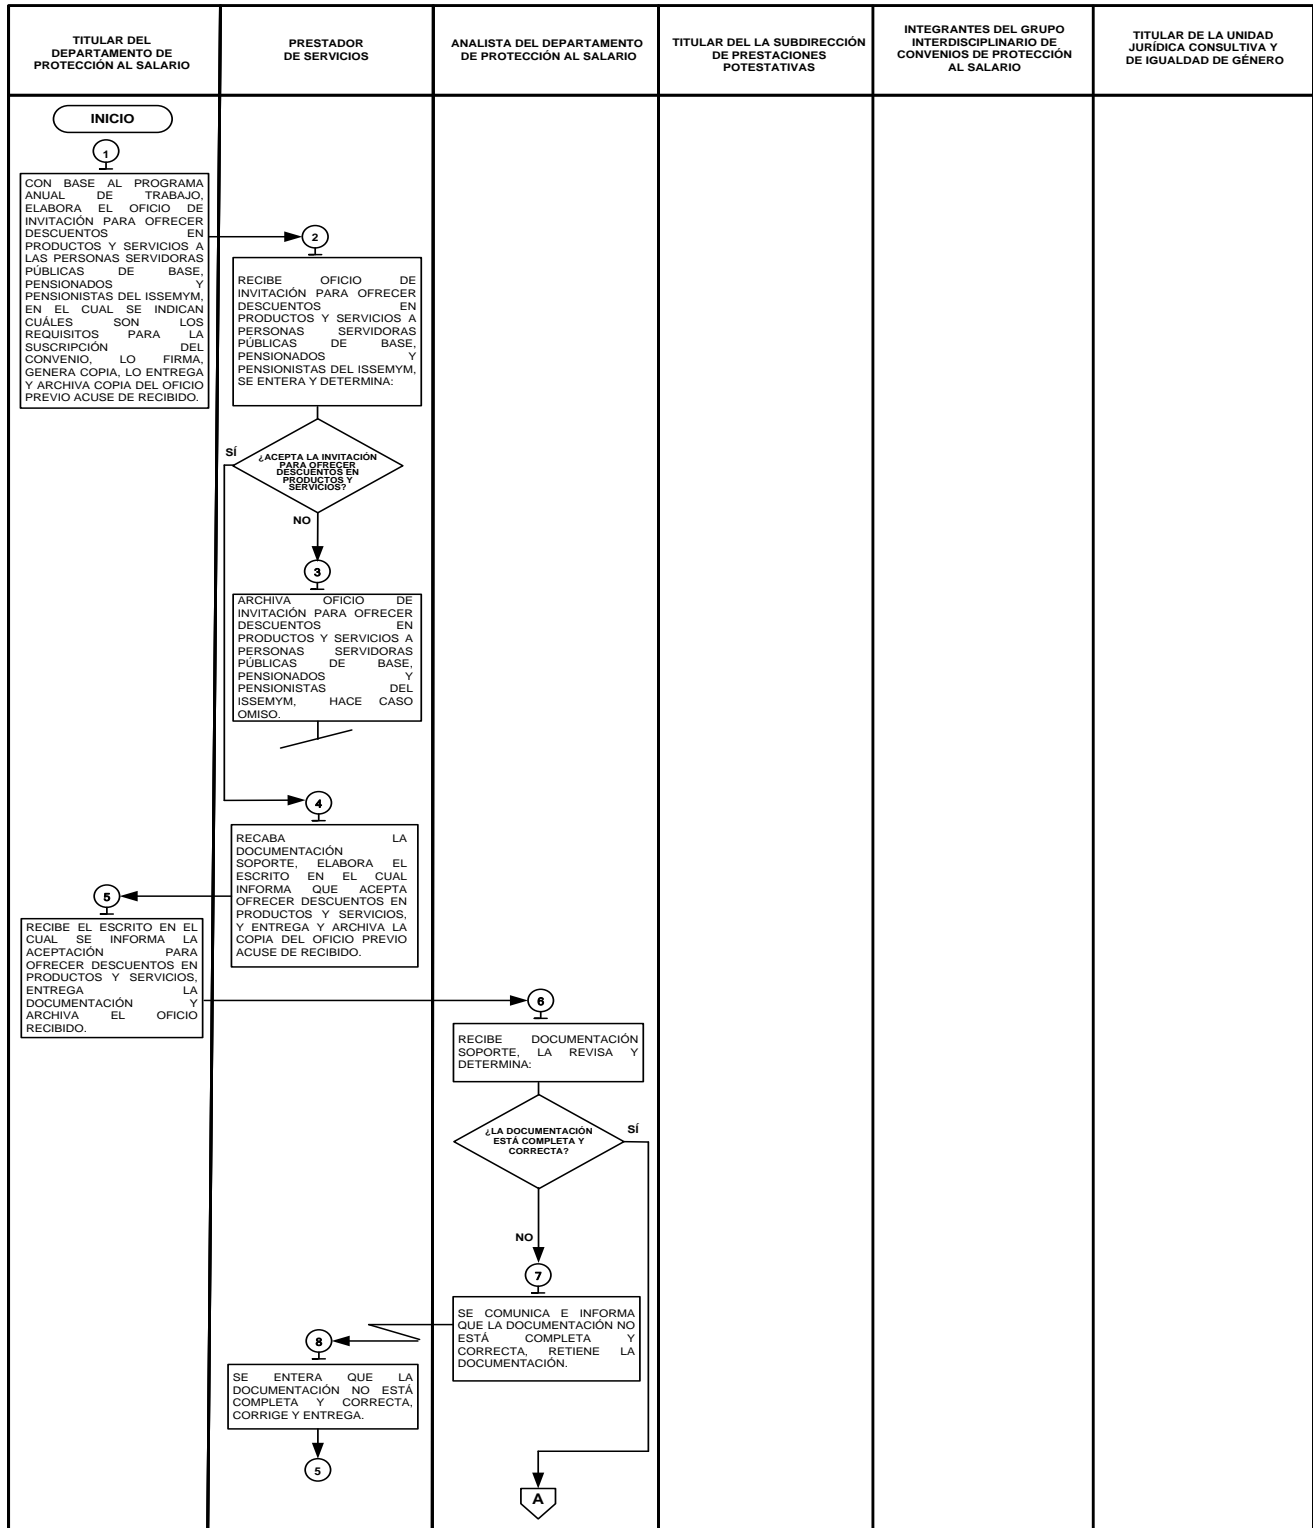 TITULAR DEL
DEPARTAMENTO DE
PROTECCIÓN AL SALARIO
PRESTADOR
DE SERVICIOS
ANALISTA DEL DEPARTAMENTO
DE PROTECCIÓN AL SALARIO
TITULAR DEL LA SUBDIRECCIÓN
DE PRESTACIONES
POTESTATIVAS
INTEGRANTES DEL GRUPO
INTERDISCIPLINARIO DE
CONVENIOS DE PROTECCIÓN
AL SALARIO
TITULAR DE LA UNIDAD
JURÍDICA CONSULTIVA Y
DE IGUALDAD DE GÉNERO
INICIO
1
CON BASE AL PROGRAMA
ANUAL DE TRABAJO,
ELABORA EL OFICIO DE
INVITACIÓN PARA OFRECER
DESCUENTOS EN
PRODUCTOS Y SERVICIOS A
LAS PERSONAS SERVIDORAS
PÚBLICAS DE BASE,
PENSIONADOS Y
PENSIONISTAS DEL ISSEMYM,
EN EL CUAL SE INDICAN
CUÁLES SON LOS
REQUISITOS PARA LA
SUSCRIPCIÓN DEL
CONVENIO, LO FIRMA,
GENERA COPIA, LO ENTREGA
Y ARCHIVA COPIA DEL OFICIO
PREVIO ACUSE DE RECIBIDO.
2
RECIBE OFICIO DE
INVITACIÓN PARA OFRECER
DESCUENTOS EN
PRODUCTOS Y SERVICIOS A
PERSONAS SERVIDORAS
PÚBLICAS DE BASE,
PENSIONADOS Y
PENSIONISTAS DEL ISSEMYM,
SE ENTERA Y DETERMINA:
SÍ
¿ACEPTA LA INVITACIÓN
PARA OFRECER
DESCUENTOS EN
PRODUCTOS Y
SERVICIOS?
NO
3
ARCHIVA OFICIO DE
INVITACIÓN PARA OFRECER
DESCUENTOS EN
PRODUCTOS Y SERVICIOS A
PERSONAS SERVIDORAS
PÚBLICAS DE BASE,
PENSIONADOS Y
PENSIONISTAS DEL
ISSEMYM, HACE CASO
OMISO.
4
RECABA LA
DOCUMENTACIÓN
SOPORTE, ELABORA EL
ESCRITO EN EL CUAL
INFORMA QUE ACEPTA
OFRECER DESCUENTOS EN
PRODUCTOS Y SERVICIOS,
Y ENTREGA Y ARCHIVA LA
COPIA DEL OFICIO PREVIO
ACUSE DE RECIBIDO.
5
RECIBE EL ESCRITO EN EL
CUAL SE INFORMA LA
ACEPTACIÓN PARA
OFRECER DESCUENTOS EN
PRODUCTOS Y SERVICIOS,
ENTREGA LA
DOCUMENTACIÓN Y
ARCHIVA EL OFICIO
RECIBIDO.
6
RECIBE DOCUMENTACIÓN
SOPORTE, LA REVISA Y
DETERMINA:
¿LA DOCUMENTACIÓN
ESTÁ COMPLETA Y
CORRECTA?
SÍ
NO
7
SE COMUNICA E INFORMA
QUE LA DOCUMENTACIÓN NO
ESTÁ COMPLETA Y
CORRECTA, RETIENE LA
DOCUMENTACIÓN.
8
SE ENTERA QUE LA
DOCUMENTACIÓN NO ESTÁ
COMPLETA Y CORRECTA,
CORRIGE Y ENTREGA.
5
A